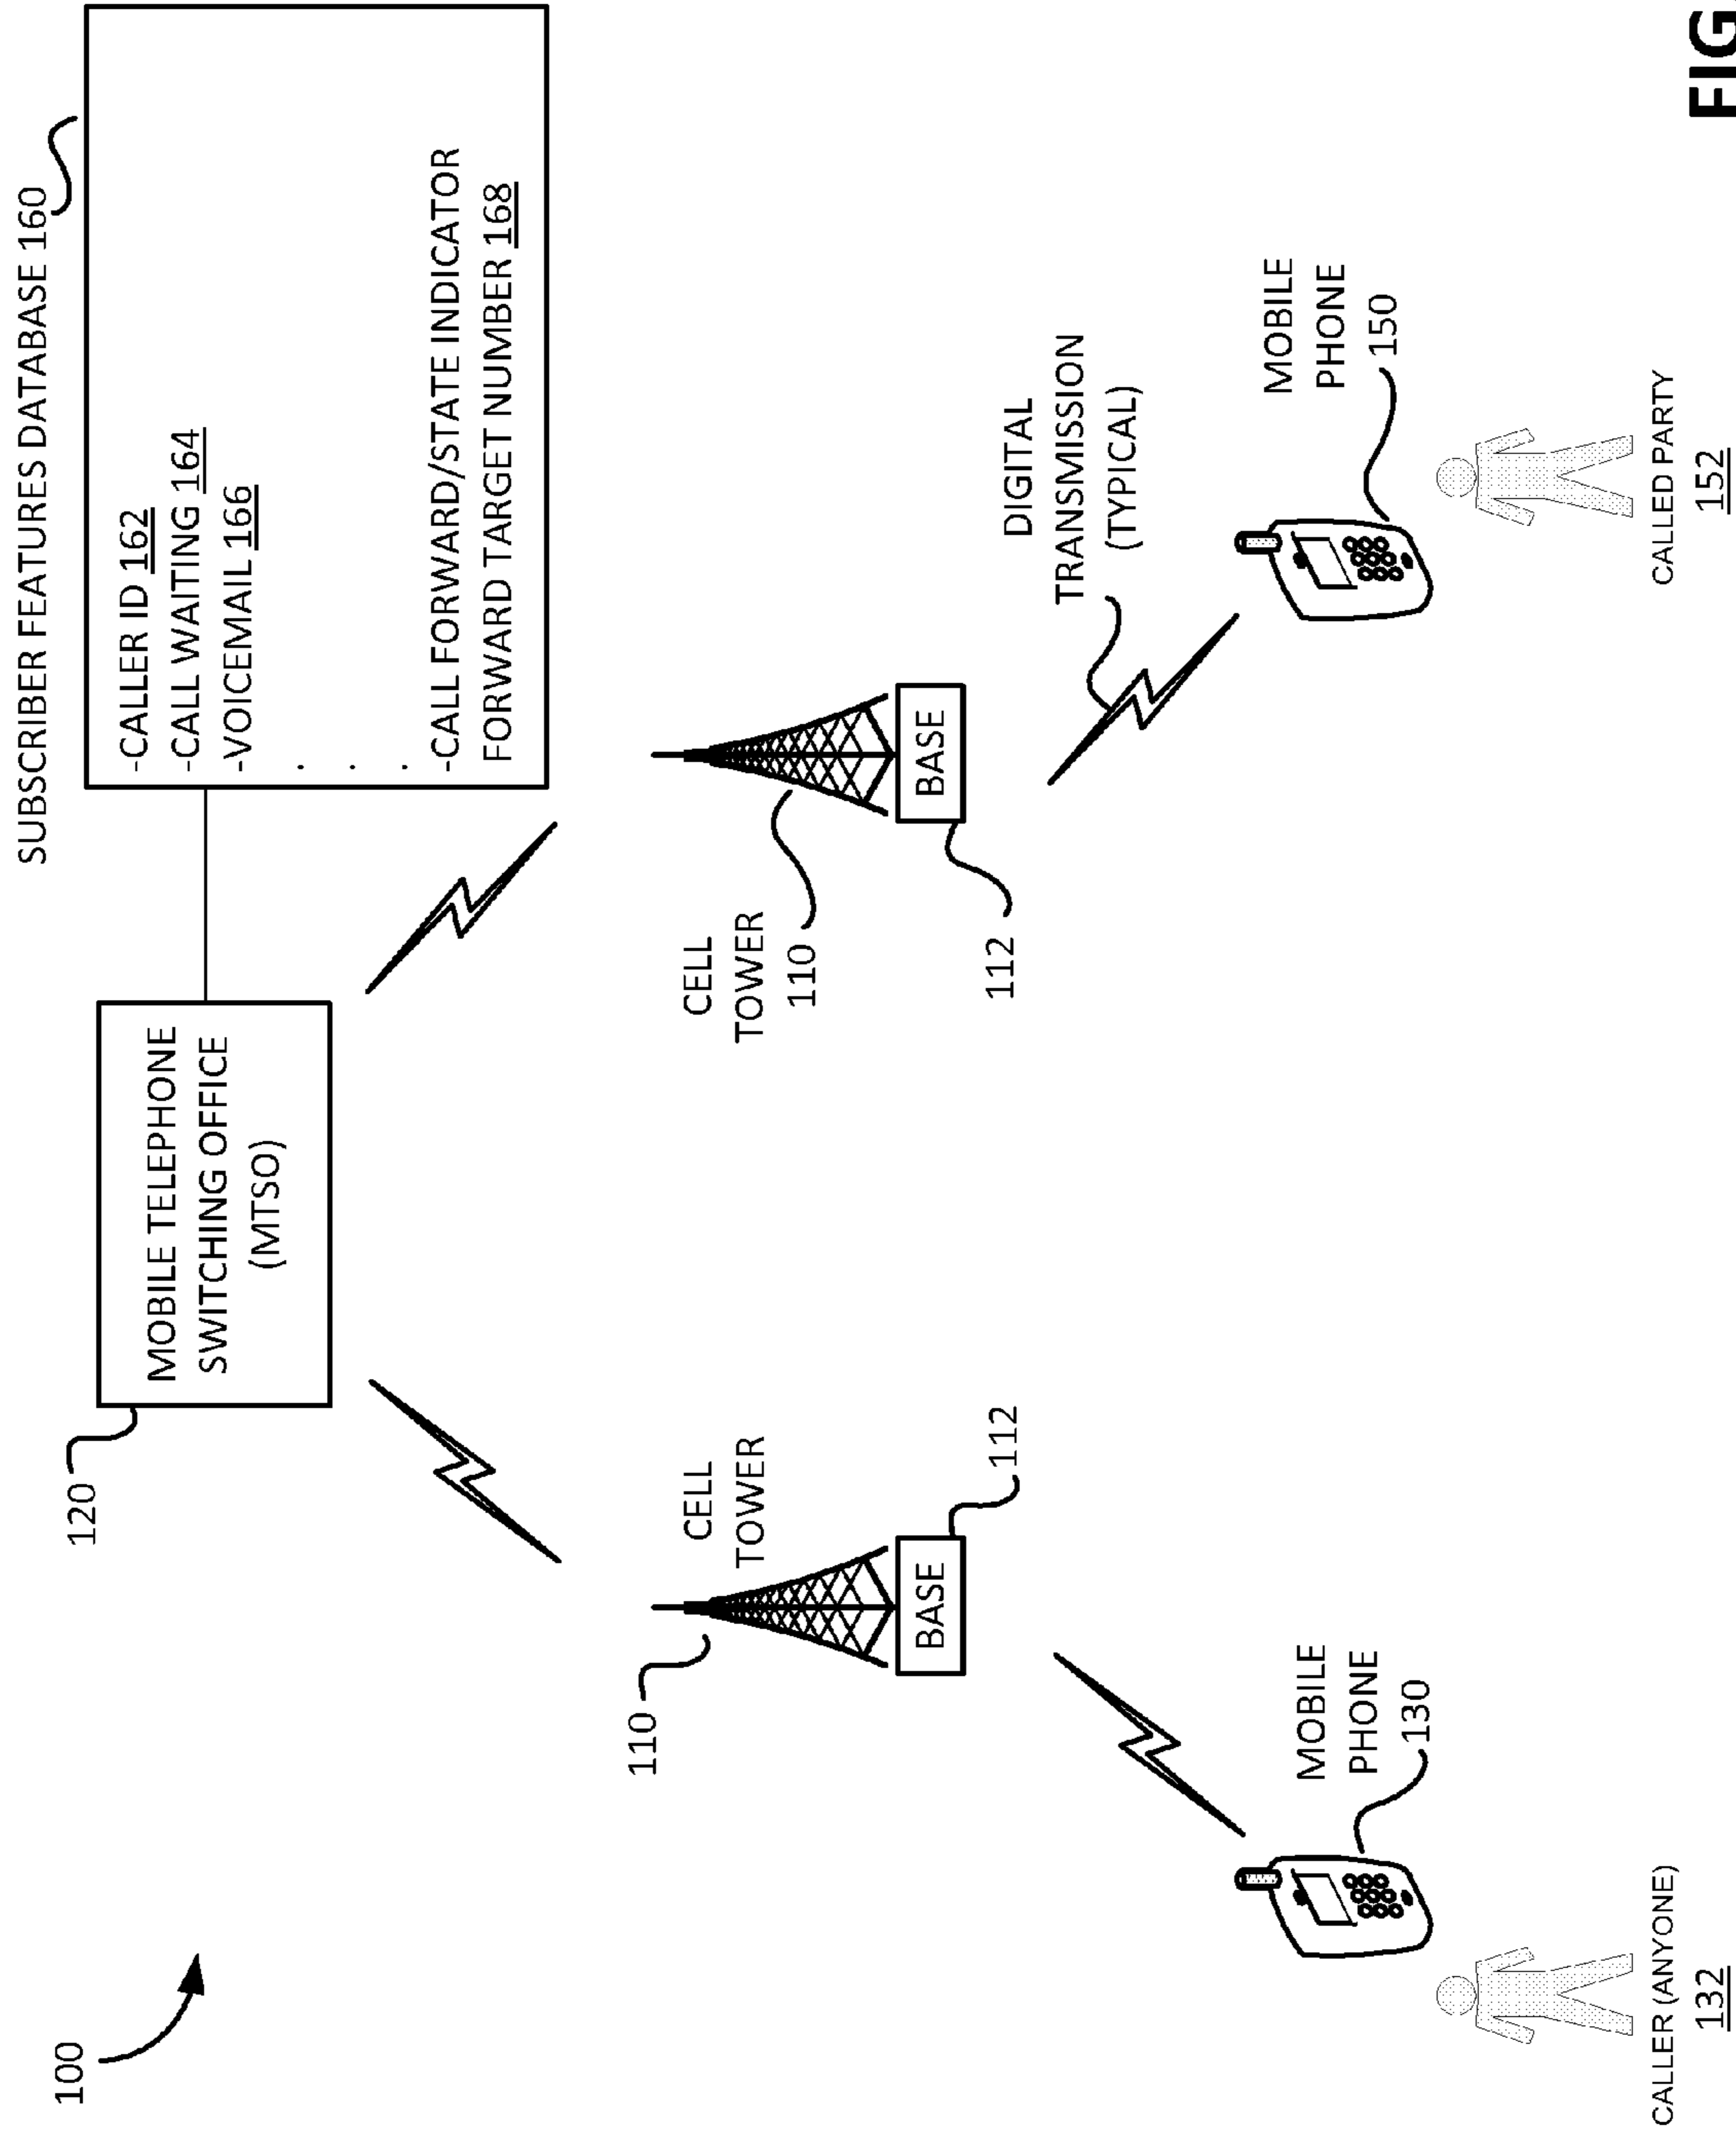 100
120
MOBILE TELEPHONE
SWITCHING OFFICE
(MTSO)
SUBSCRIBER FEATURES DATABASE 160
-CALLER ID 162
-CALL WAITING 164
-VOICEMAIL 166
.
.
.
-CALL FORWARD/STATE INDICATOR
FORWARD TARGET NUMBER 168
110
CELL
TOWER
BASE
112
CELL
TOWER
110
BASE
112
DIGITAL
TRANSMISSION
(TYPICAL)
MOBILE
PHONE
130
MOBILE
PHONE
150
CALLER (ANYONE)
132
CALLED PARTY
152
FIG